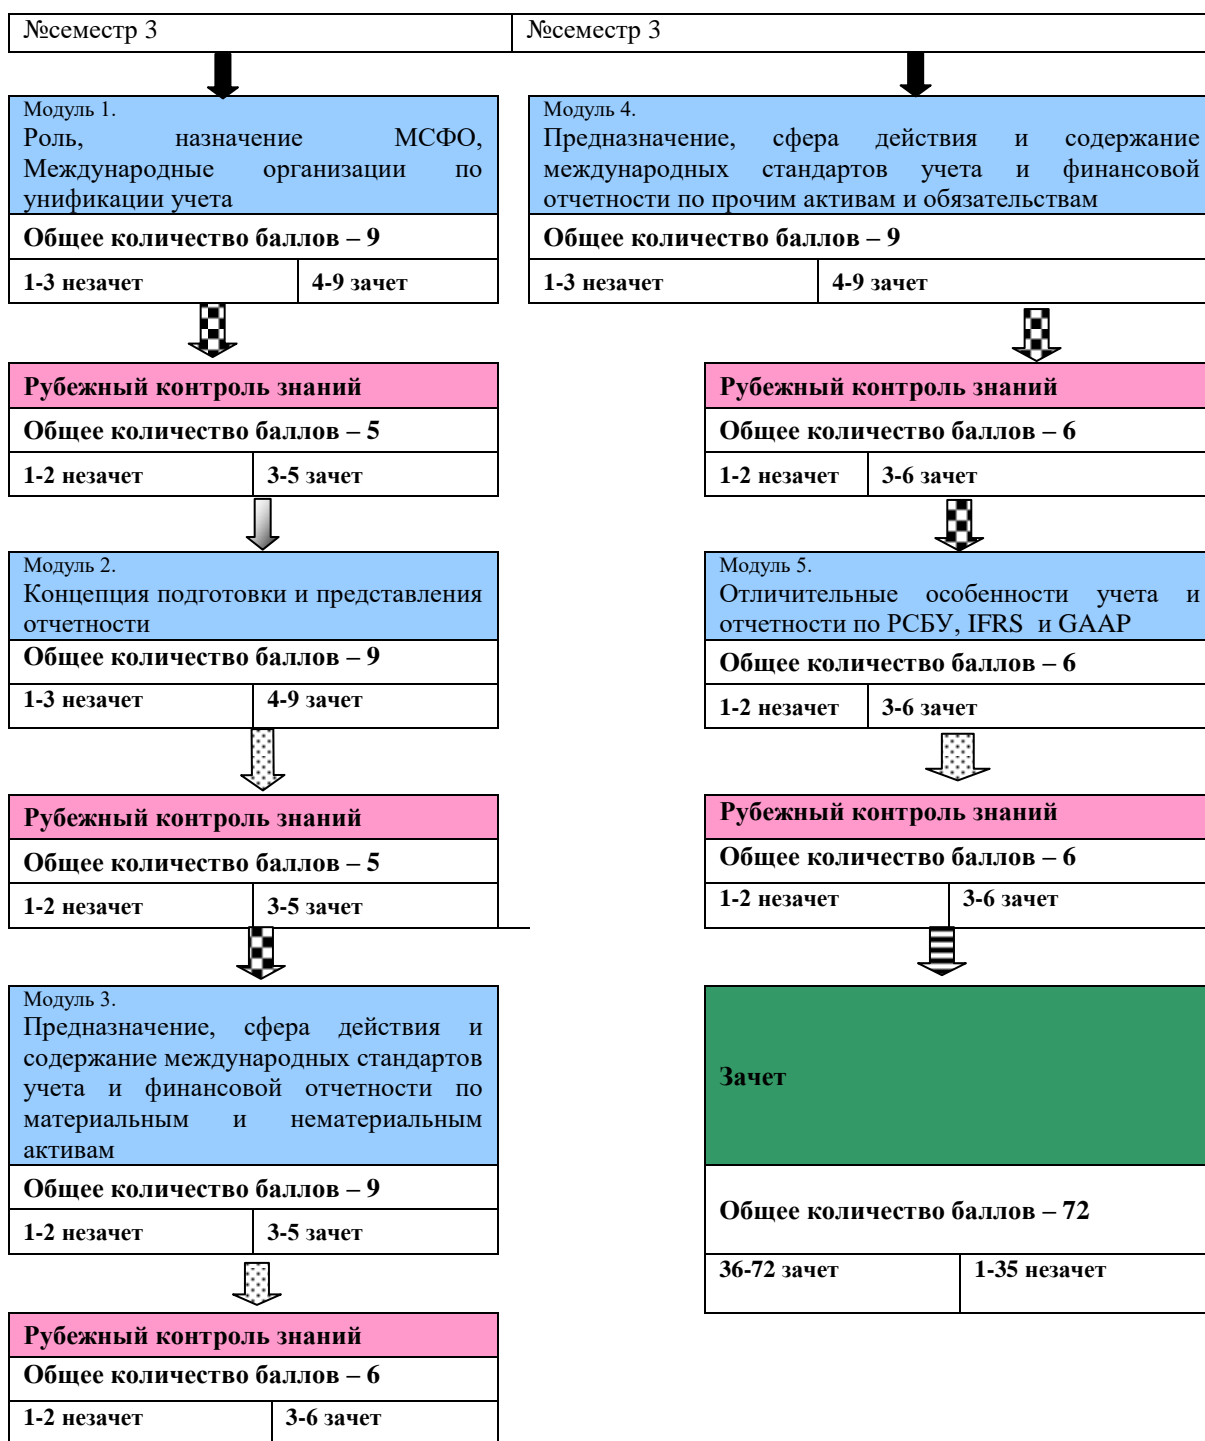 №семестр 3
№семестр 3
Модуль 1.
Роль, назначение МСФО,
Международные организации по
унификации учета
Общее количество баллов – 9
1-3 незачет
4-9 зачет
Рубежный контроль знаний
Общее количество баллов – 5
1-2 незачет
3-5 зачет
Модуль 2.
Концепция подготовки и представления
отчетности
Общее количество баллов – 9
1-3 незачет
4-9 зачет
Рубежный контроль знаний
Общее количество баллов – 5
1-2 незачет
3-5 зачет
Модуль 3.
Предназначение, сфера действия и
содержание международных стандартов
учета и финансовой отчетности по
материальным и нематериальным
активам
Общее количество баллов – 9
1-2 незачет
3-5 зачет
Рубежный контроль знаний
Общее количество баллов – 6
1-2 незачет
3-6 зачет
Модуль 4.
Предназначение, сфера действия и содержание
международных стандартов учета и финансовой
отчетности по прочим активам и обязательствам
Общее количество баллов – 9
1-3 незачет
4-9 зачет
Рубежный контроль знаний
Общее количество баллов – 6
1-2 незачет
3-6 зачет
Модуль 5.
Отличительные особенности учета и
отчетности по РСБУ, IFRS и GAAP
Общее количество баллов – 6
1-2 незачет
3-6 зачет
Рубежный контроль знаний
Общее количество баллов – 6
1-2 незачет
3-6 зачет
Зачет
Общее количество баллов – 72
36-72 зачет
1-35 незачет